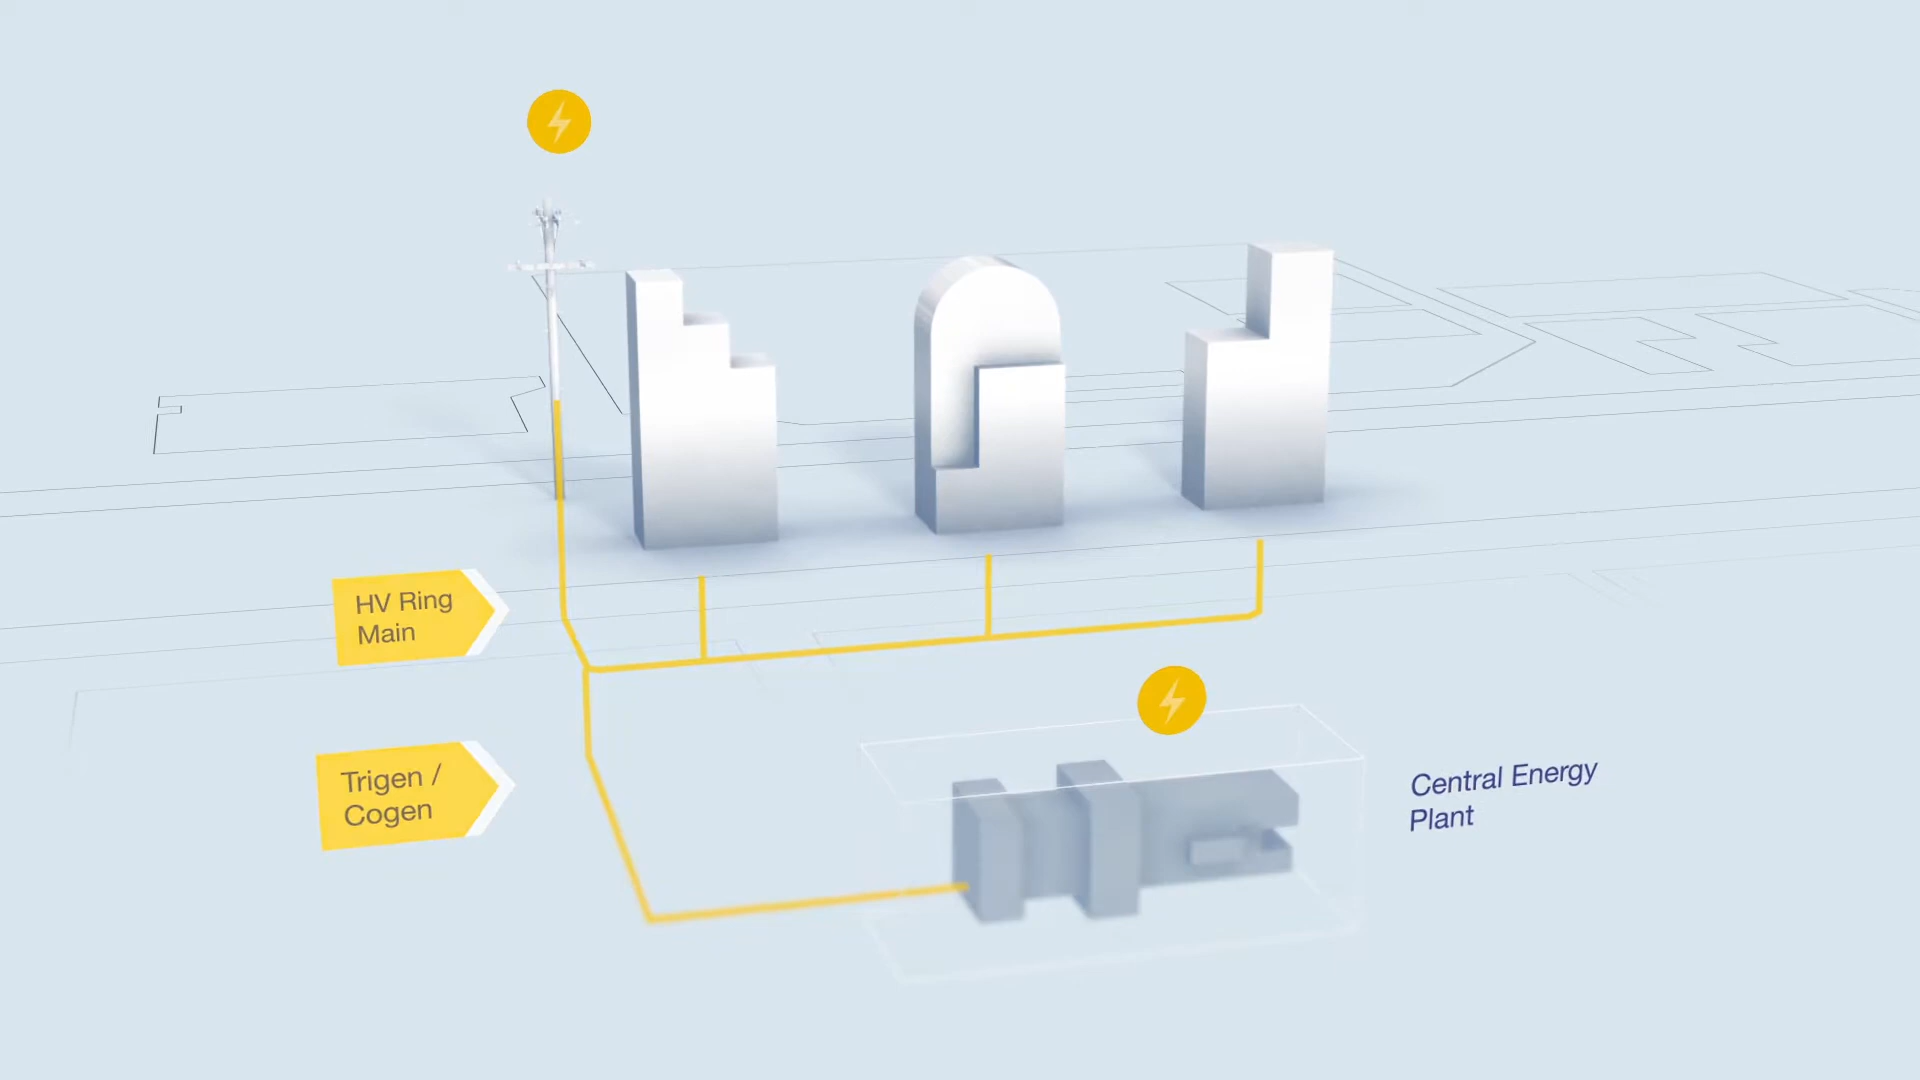 HV Ring
Main
Trigen /
Cogen
Central Energy
Plant